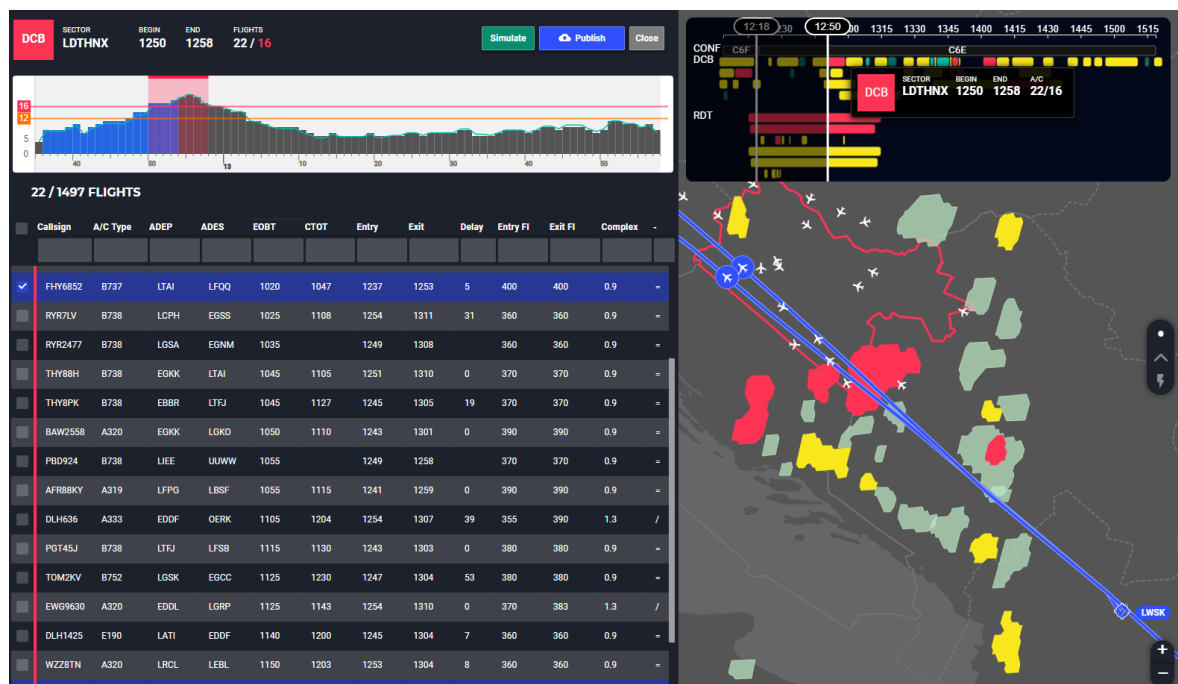 DCB
SECTOR BEGIN END FLIGHTS
LDTHNX 1250 1258 22 / 16
Simulate Publish Close
16
12
5
0
40 50 13 10 20 30 40 50
22 / 1497 FLIGHTS
Callsign A/C Type ADEP ADES EOBT CTOT Entry Exit Delay Entry Fl Exit Fl Complex -
FHY6852 B737 LTAI LFQQ 1020 1047 1237 1253 5 400 400 0.9 =
RYR7LV B738 LCPH EGSS 1025 1108 1254 1311 31 360 360 0.9 =
RYR2477 B738 LGSA EGNM 1035 1249 1308 360 360 0.9 =
THY88H B738 EGKK LTAI 1045 1105 1251 1310 0 370 370 0.9 =
THY8PK B738 EBBR LTFJ 1045 1127 1245 1305 19 370 370 0.9 =
BAW2558 A320 EGKK LGKO 1050 1110 1243 1301 0 390 390 0.9 =
PBD924 B738 LIEE UUWW 1055 1249 1258 370 370 0.9 =
AFR88KY A319 LFPG LBSF 1055 1115 1241 1259 0 390 390 0.9 =
DLH636 A333 EDDF OERK 1105 1204 1254 1307 39 355 390 1.3 /
PGT45J B738 LTFJ LFSB 1115 1130 1243 1303 0 380 380 0.9 =
TOM2KV B752 LGSK EGCC 1125 1230 1247 1304 53 380 380 0.9 =
EWG9630 A320 EDDL LGRP 1125 1143 1254 1310 0 370 383 1.3 /
DLH1425 E190 LATI EDDF 1140 1200 1245 1304 7 360 360 0.9 =
WZZ8TN A320 LRCL LEBL 1150 1203 1253 1304 8 360 360 0.9 =
12:18 230 12:50 00 1315 1330 1345 1400 1415 1430 1445 1500 1515
CONF C6F C6E
DCB
DCB
SECTOR BEGIN END A/C
LDTHNX 1250 1258 22/16
RDT
LWSK
+
−